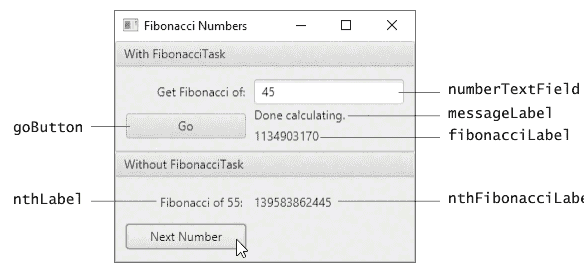 Fibonacci Numbers
With FibonacciTask
Get Fibonacci of: 45 numberTextField
Done calculating. messageLabel
goButton Go 1134903170 fibonacciLabel
Without FibonacciTask
nthLabel Fibonacci of 55: 139583862445 nthFibonacciLabe
Next Number